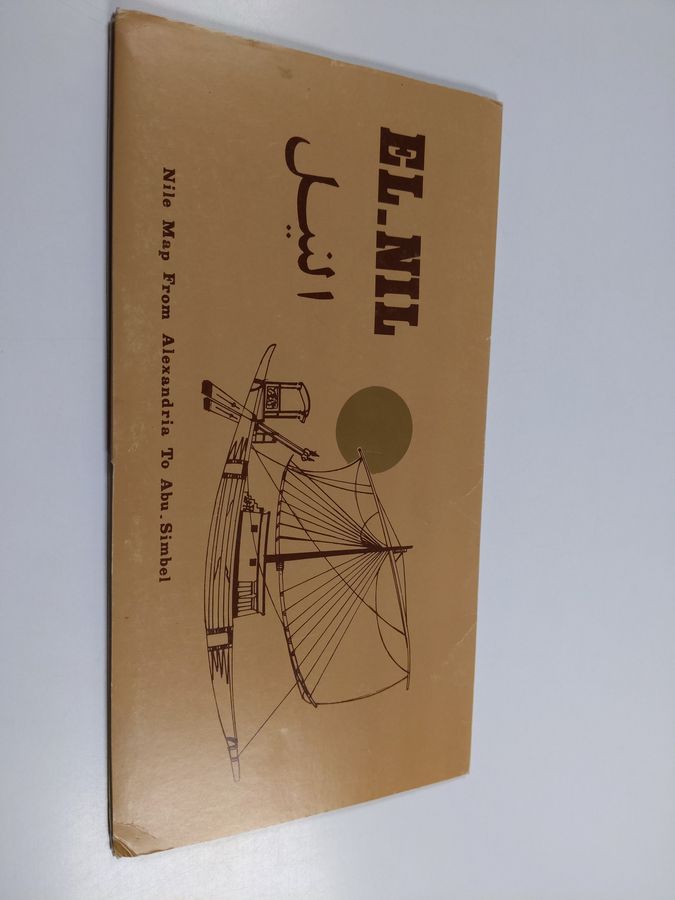 EL.NIL
النيل
Nile Map From Alexandria To Abu.Simbel